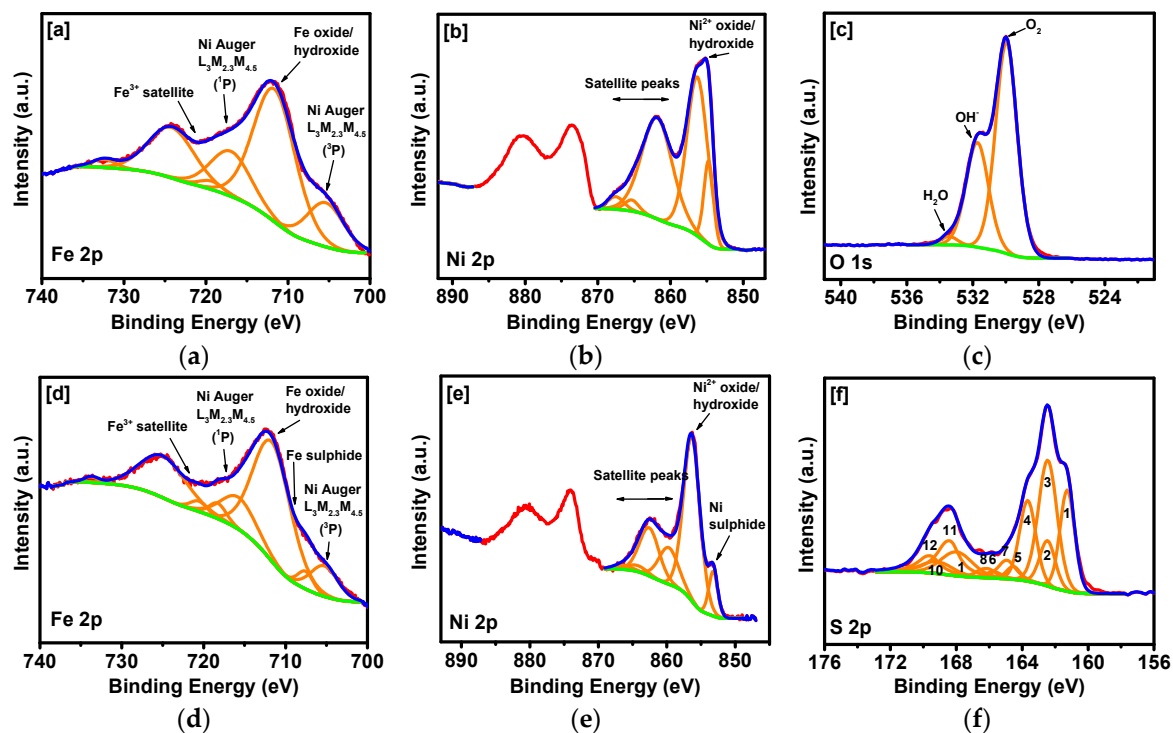 [a]
Ni Auger
L₃M₂.₃M₄.₅
(¹P)
Fe oxide/
hydroxide
Fe³⁺ satellite
Ni Auger
L₃M₂.₃M₄.₅
(³P)
Intensity (a.u.)
Fe 2p
740 730 720 710 700
Binding Energy (eV)
(a)
[b]
Ni²⁺ oxide/
hydroxide
Satellite peaks
Intensity (a.u.)
Ni 2p
890 880 870 860 850
Binding Energy (eV)
(b)
[c]
O₂
OH⁻
H₂O
Intensity (a.u.)
O 1s
540 536 532 528 524
Binding Energy (eV)
(c)
[d]
Ni Auger
L₃M₂.₃M₄.₅
(¹P)
Fe oxide/
hydroxide
Fe³⁺ satellite
Fe sulphide
Ni Auger
L₃M₂.₃M₄.₅
(³P)
Intensity (a.u.)
Fe 2p
740 730 720 710 700
Binding Energy (eV)
(d)
[e]
Ni²⁺ oxide/
hydroxide
Satellite peaks
Ni
sulphide
Intensity (a.u.)
Ni 2p
890 880 870 860 850
Binding Energy (eV)
(e)
[f]
3
4
1
2
11
12
10
1
8
6
7
5
Intensity (a.u.)
S 2p
176 172 168 164 160 156
Binding Energy (eV)
(f)